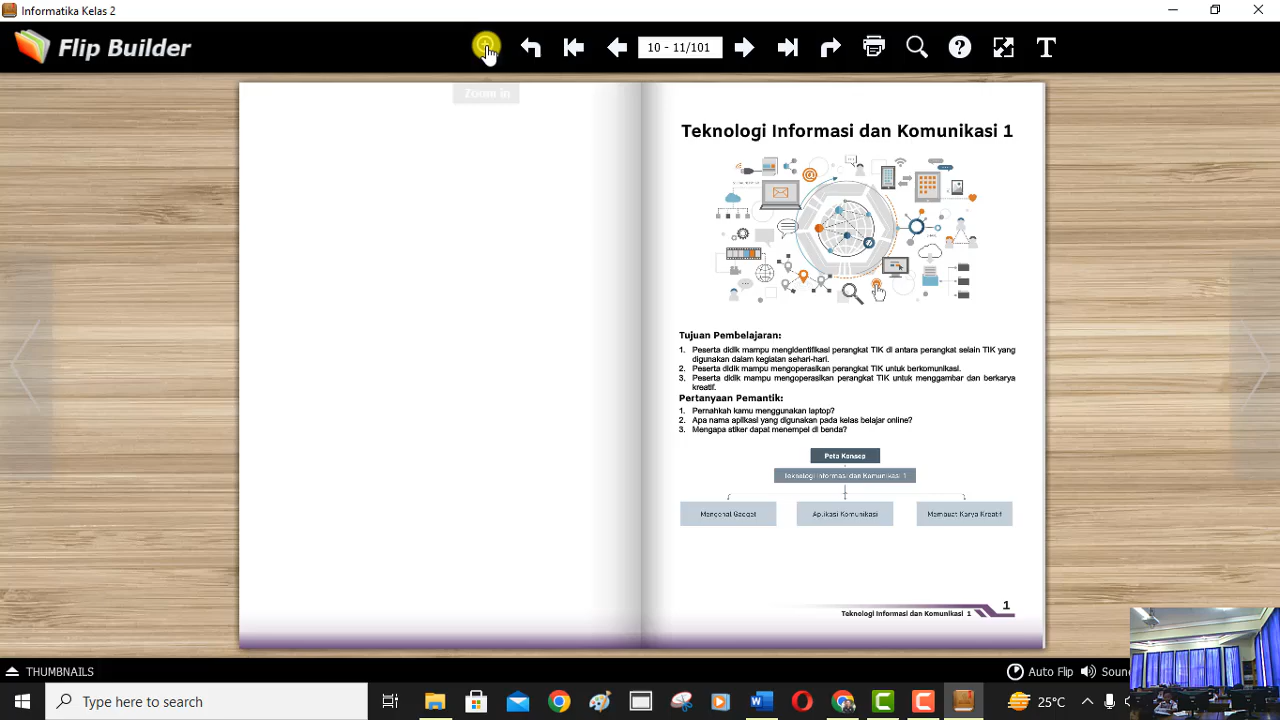 Informatika Kelas 2
Flip Builder
10 - 11/101
Zoom in
Teknologi Informasi dan Komunikasi 1
Tujuan Pembelajaran:
1. Peserta didik mampu mengidentifikasi perangkat TIK di antara perangkat selain TIK yang
digunakan dalam kegiatan sehari-hari.
2. Peserta didik mampu mengoperasikan perangkat TIK untuk berkomunikasi.
3. Peserta didik mampu mengoperasikan perangkat TIK untuk menggambar dan berkarya
kreatif.
Pertanyaan Pemantik:
1. Pernahkah kamu menggunakan laptop?
2. Apa nama aplikasi yang digunakan pada kelas belajar online?
3. Mengapa stiker dapat menempel di benda?
Peta Konsep
Teknologi Informasi dan Komunikasi 1
Mengenal Gadget
Aplikasi Komunikasi
Membuat Karya Kreatif
1
Teknologi Informasi dan Komunikasi 1
THUMBNAILS
Auto Flip
Soun
Type here to search
25°C